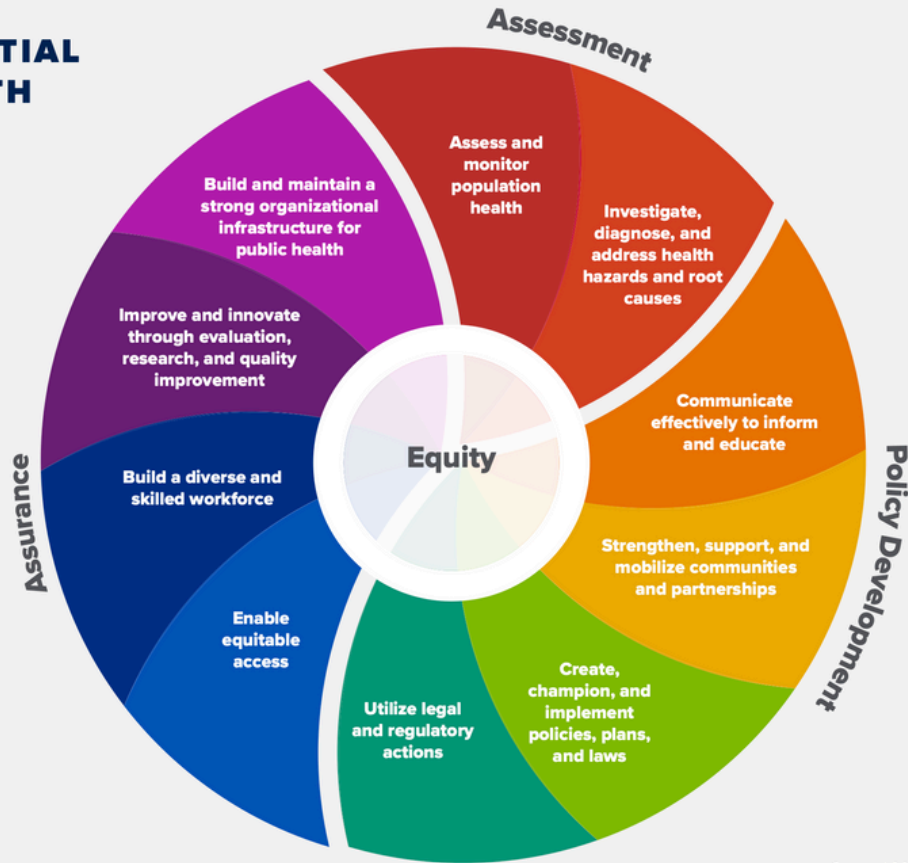 TIAL
TH
Assessment
Assess and
monitor
population
health
Investigate,
diagnose, and
address health
hazards and root
causes
Communicate
effectively to inform
and educate
Strengthen, support, and
mobilize communities
and partnerships
Create,
champion, and
implement
policies, plans,
and laws
Utilize legal
and regulatory
actions
Enable
equitable
access
Build a diverse and
skilled workforce
Improve and innovate
through evaluation,
research, and quality
improvement
Build and maintain a
strong organizational
infrastructure for
public health
Equity
Policy Development
Assurance